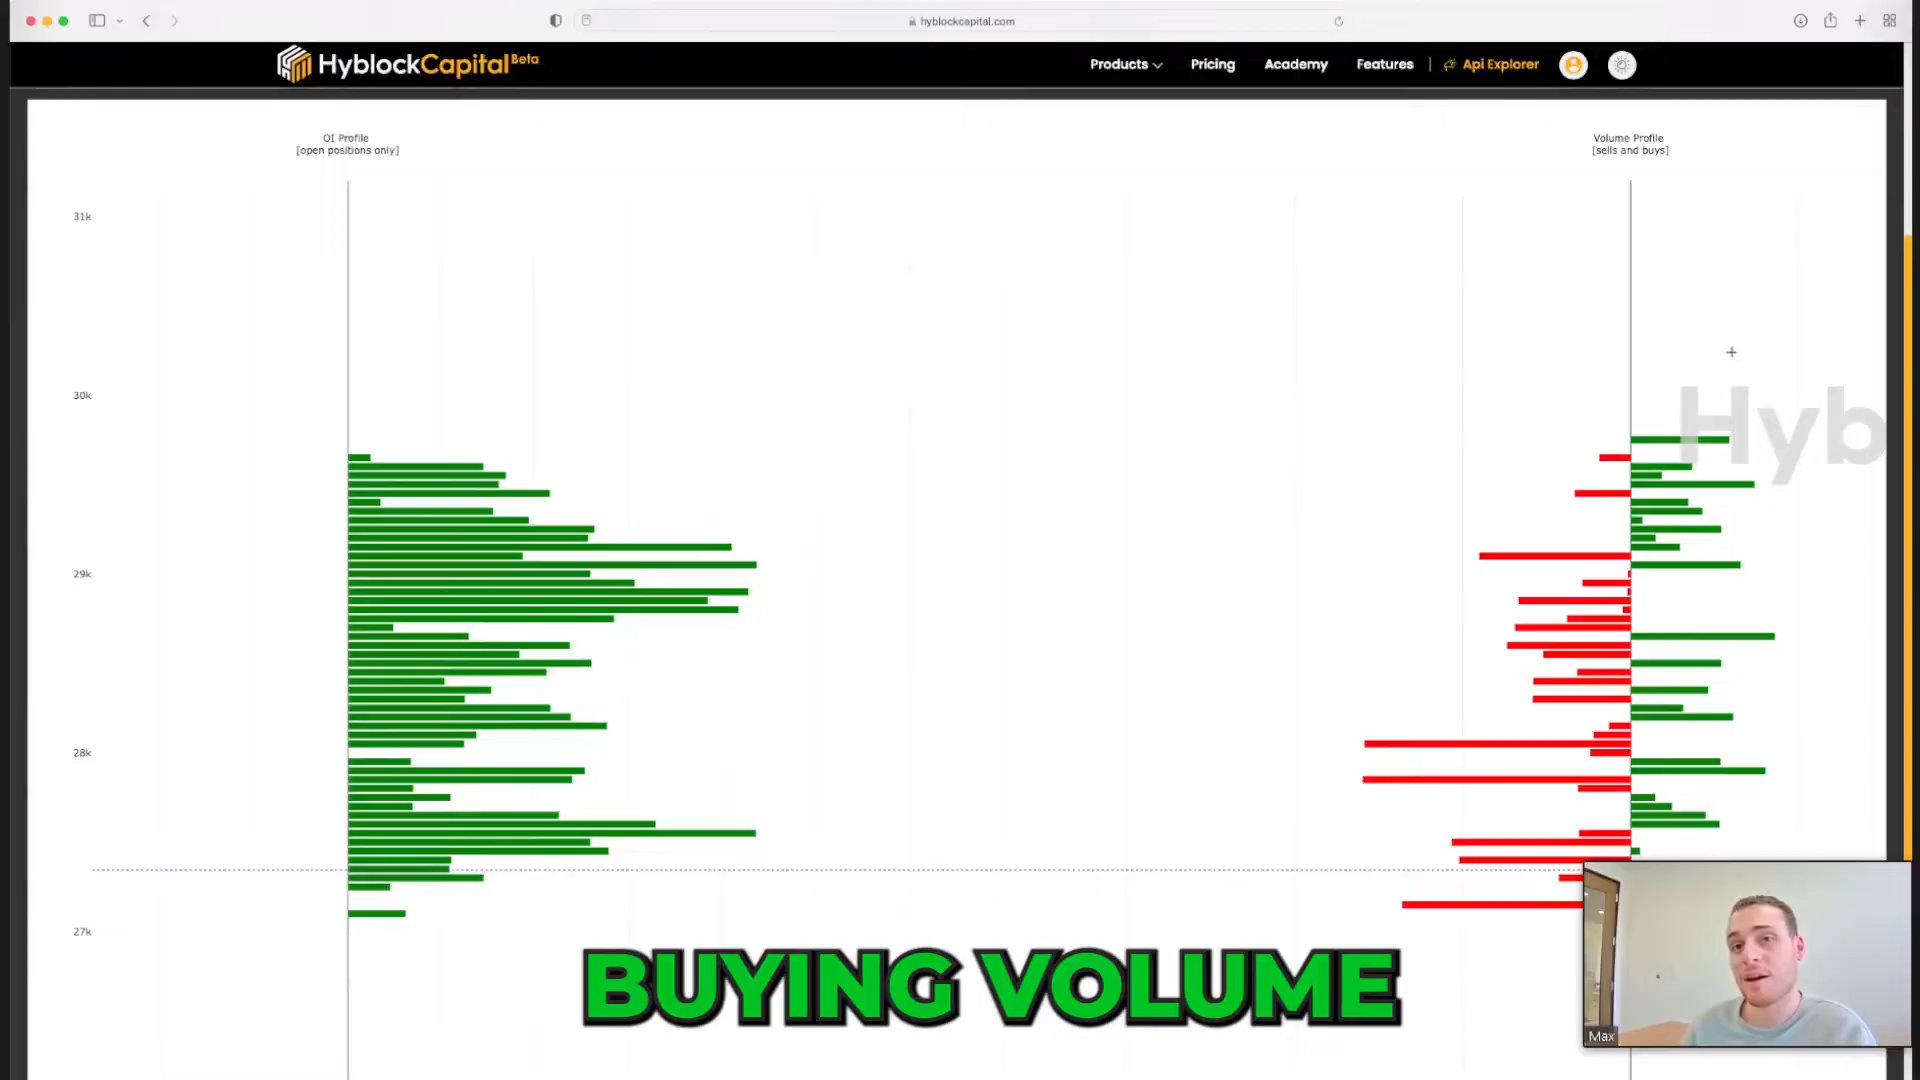 hyblockcapital.com
HyblockCapital Beta
Products
Pricing
Academy
Features
Api Explorer
OI Profile
[open positions only]
Volume Profile
[sells and buys]
31k
30k
29k
28k
27k
Hyb
BUYING VOLUME
Max